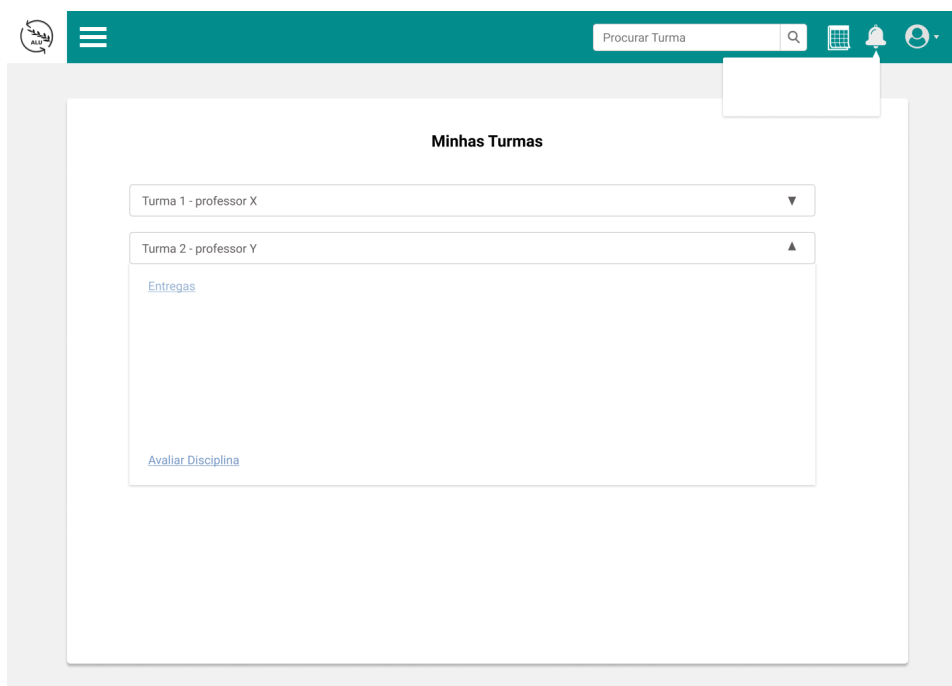 ALU
Procurar Turma
Minhas Turmas
Turma 1 - professor X
Turma 2 - professor Y
Entregas
Avaliar Disciplina